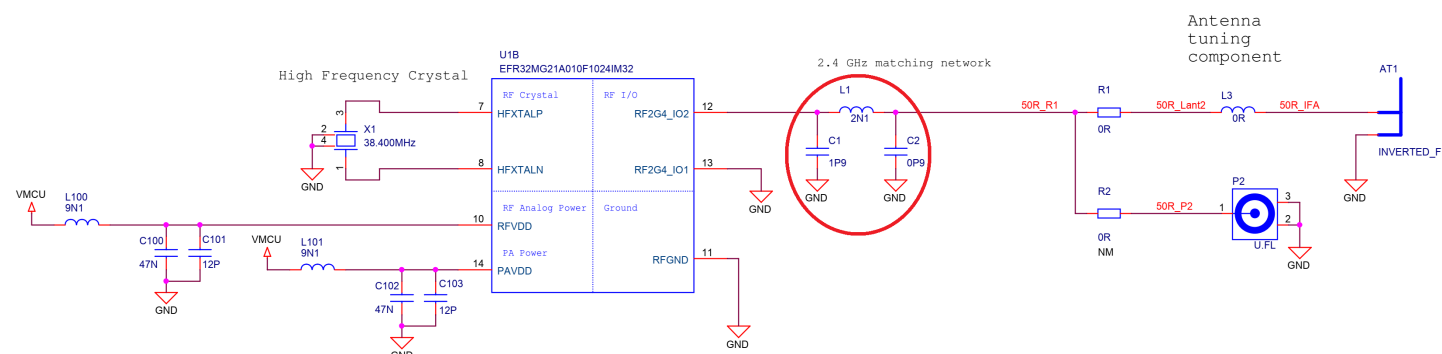 Antenna
tuning
component
High Frequency Crystal
U1B
EFR32MG21A010F1024IM32
2.4 GHz matching network
AT1
RF Crystal
RF I/O
3
7
HFXTALP
RF2G4_IO2
12
L1
2N1
50R_R1
R1
0R
50R_Lant2
L3
0R
50R_IFA
2
4
X1
38.400MHz
C1
1P9
C2
0P9
INVERTED_F
1
8
HFXTALN
RF2G4_IO1
13
GND
GND
GND
GND
GND
VMCU
L100
9N1
RF Analog Power
Ground
R2
0R
NM
50R_P2
P2
1
3
2
U.FL
GND
10
RFVDD
C100
47N
C101
12P
GND
VMCU
L101
9N1
PA Power
14
PAVDD
RFGND
11
C102
47N
C103
12P
GND
GND